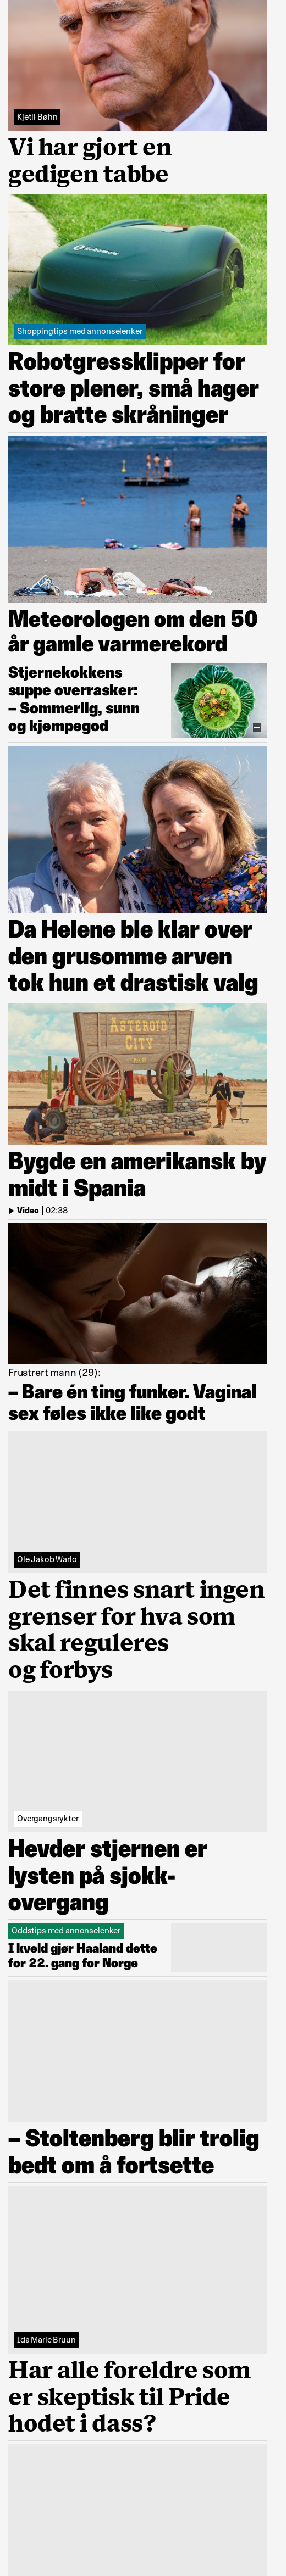 Kjetil Bøhn
Vi har gjort en
gedigen tabbe
Robomow
Shoppingtips med annonselenker
Robotgressklipper for
store plener, små hager
og bratte skråninger
Meteorologen om den 50
år gamle varmerekord
Stjernekokkens
suppe overrasker:
– Sommerlig, sunn
og kjempegod
Da Helene ble klar over
den grusomme arven
tok hun et drastisk valg
ASTEROID
CITY
Bygde en amerikansk by
midt i Spania
Video | 02:38
Frustrert mann (29):
– Bare én ting funker. Vaginal
sex føles ikke like godt
Ole Jakob Warlo
Det finnes snart ingen
grenser for hva som
skal reguleres
og forbys
Overgangsrykter
Hevder stjernen er
lysten på sjokk-
overgang
Oddstips med annonselenker
I kveld gjør Haaland dette
for 22. gang for Norge
– Stoltenberg blir trolig
bedt om å fortsette
Ida Marie Bruun
Har alle foreldre som
er skeptisk til Pride
hodet i dass?